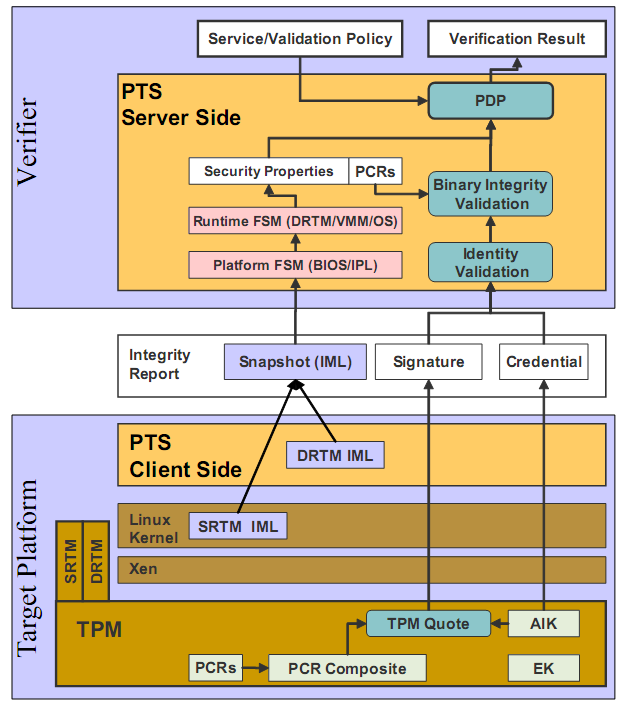 Service/Validation Policy
Verification Result
Verifier
PTS
Server Side
PDP
Security Properties
PCRs
Binary Integrity
Validation
Runtime FSM (DRTM/VMM/OS)
Platform FSM (BIOS/IPL)
Identity
Validation
Integrity
Report
Snapshot (IML)
Signature
Credential
Target Platform
PTS
Client Side
DRTM IML
Linux
Kernel
SRTM IML
SRTM
DRTM
Xen
TPM
TPM Quote
AIK
PCRs
PCR Composite
EK